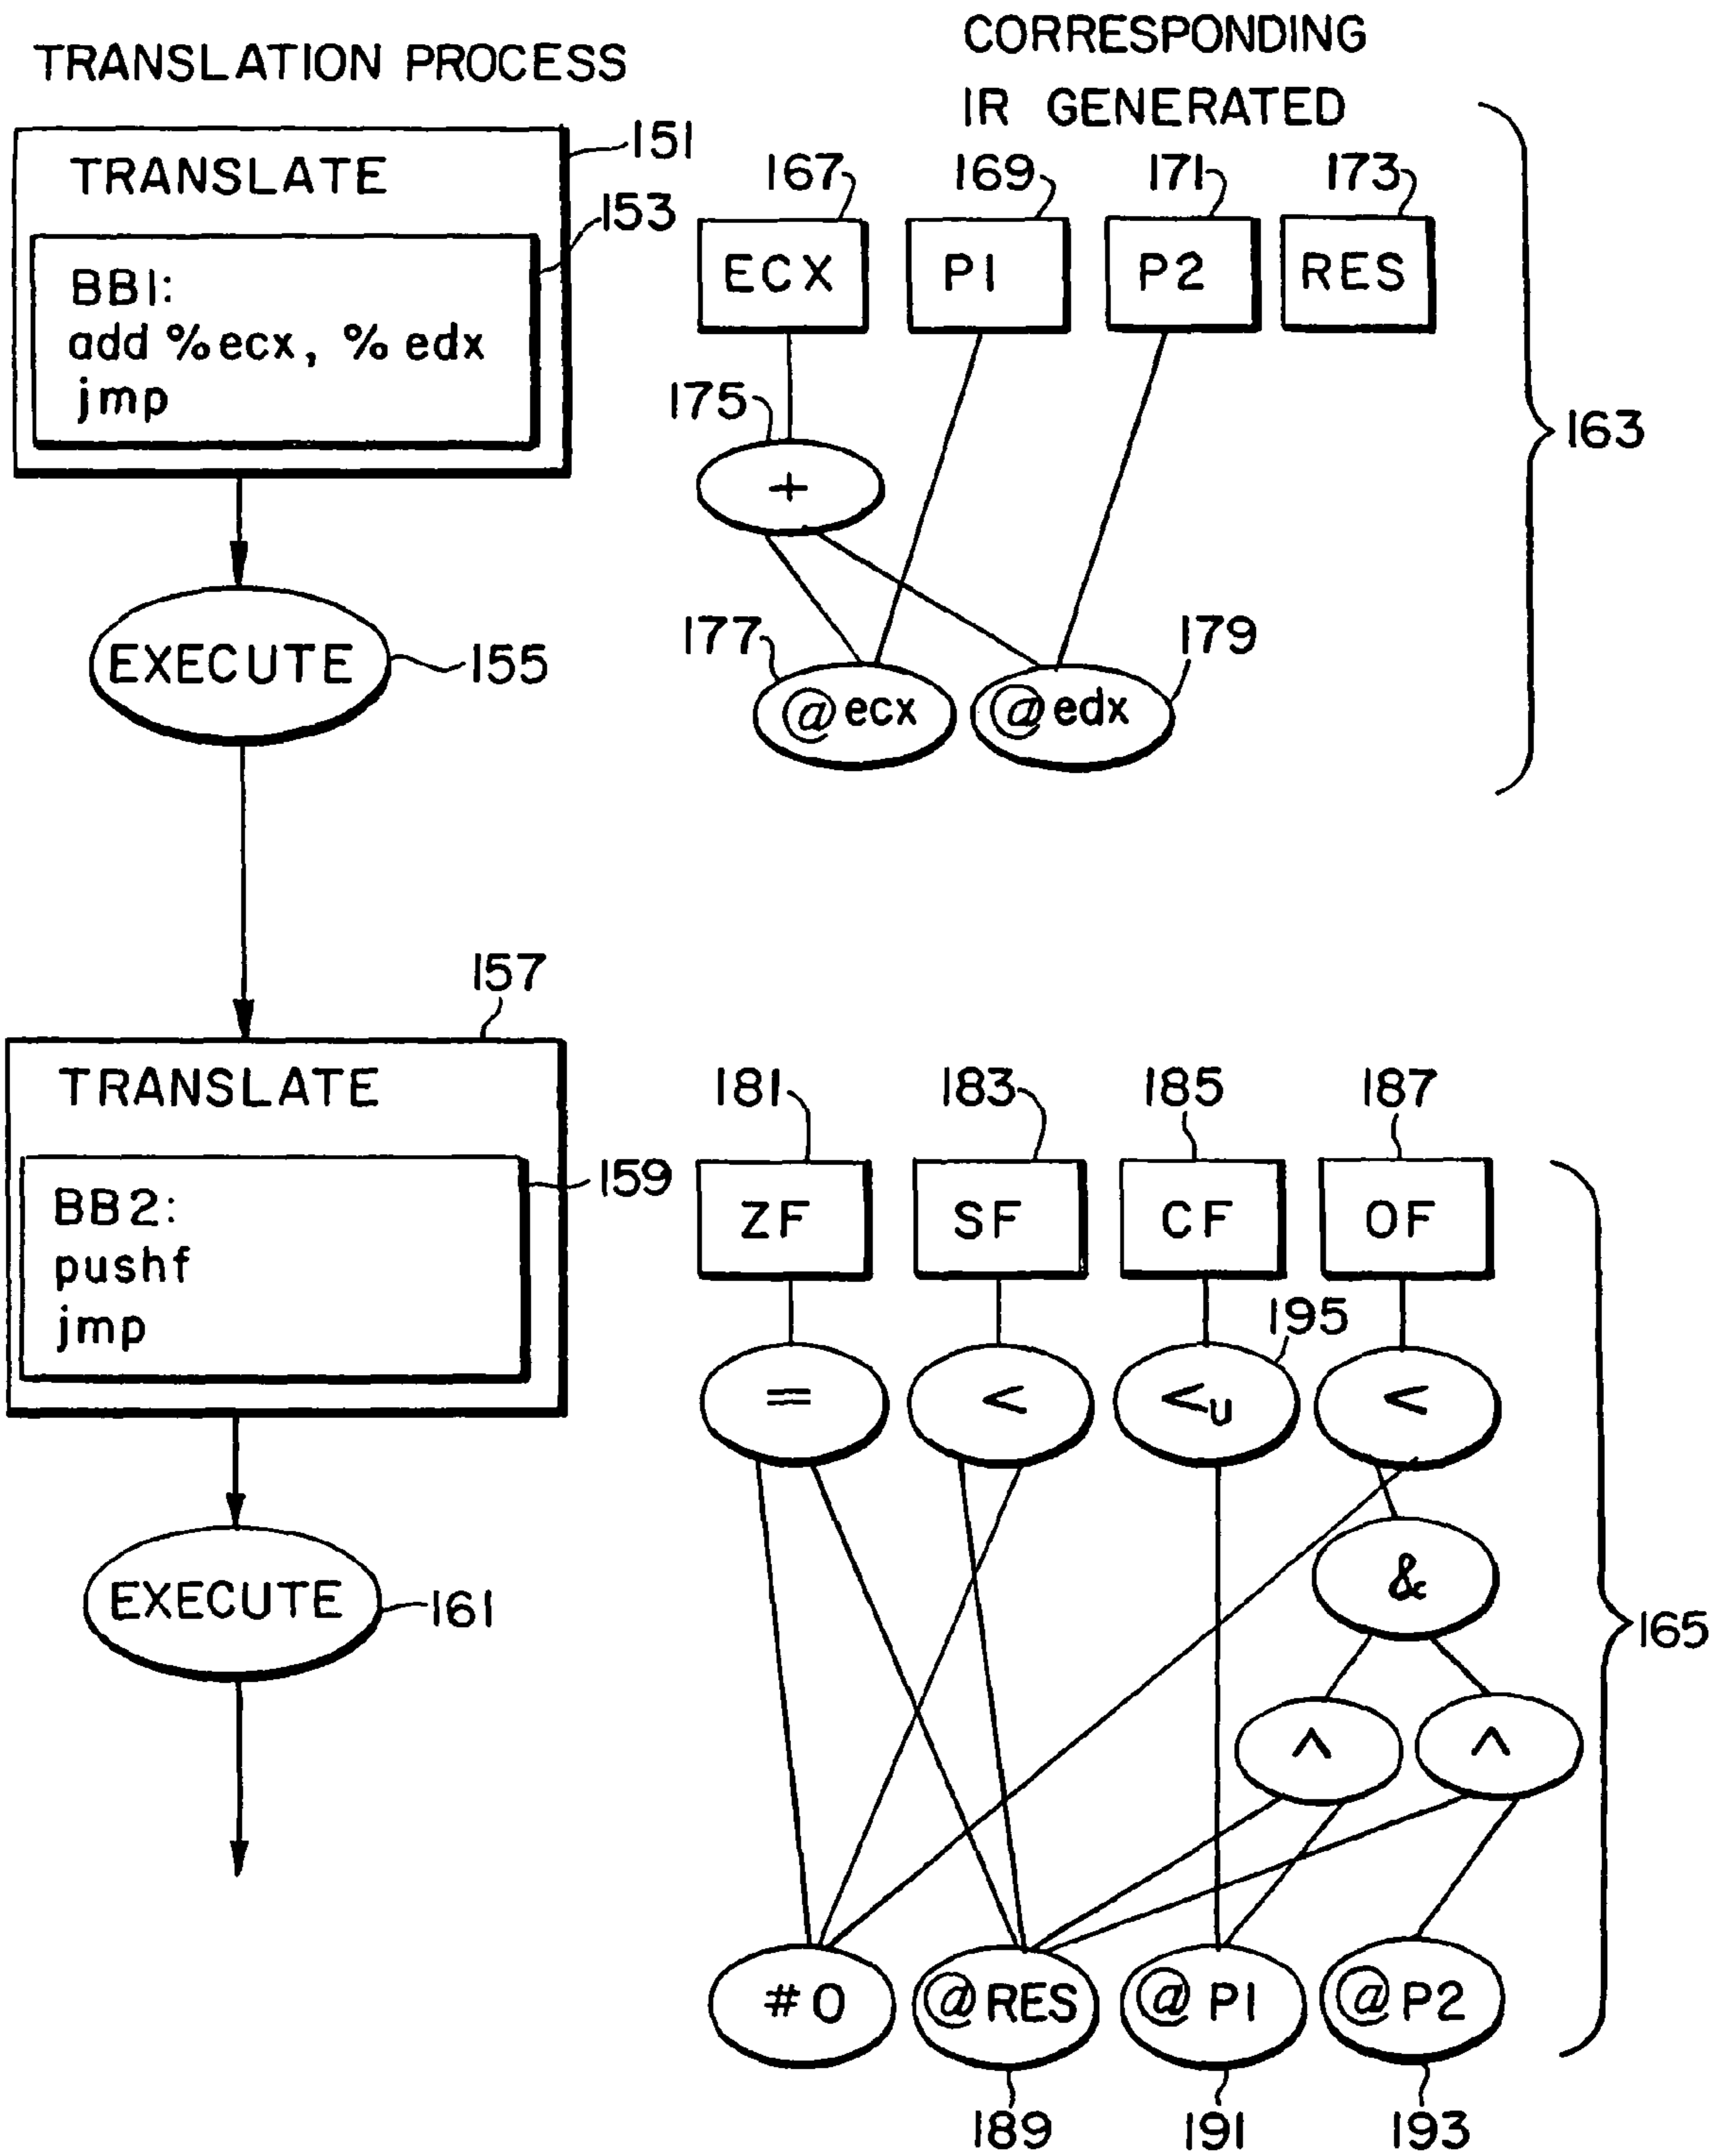 TRANSLATION PROCESS
CORRESPONDING
IR GENERATED
151
TRANSLATE
153
BB1:
add %ecx, %edx
jmp
155
EXECUTE
157
TRANSLATE
159
BB2:
pushf
jmp
161
EXECUTE
167
169
171
173
ECX
P1
P2
RES
163
175
+
177
179
@ecx
@edx
181
183
185
187
ZF
SF
CF
OF
195
=
<
<u
<
&
165
^
^
#0
@RES
@P1
@P2
189
191
193